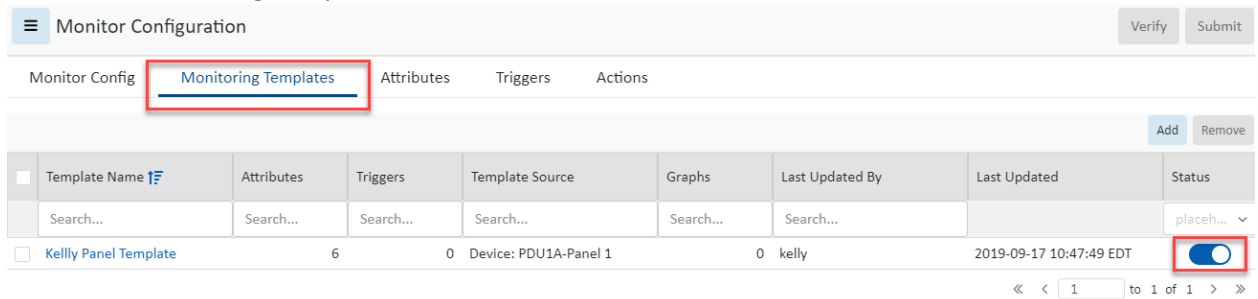 Monitor Configuration
Verify
Submit
Monitor Config
Monitoring Templates
Attributes
Triggers
Actions
Add
Remove
Template Name
Attributes
Triggers
Template Source
Graphs
Last Updated By
Last Updated
Status
Search...
Search...
Search...
Search...
Search...
Search...
placeh...
Kellly Panel Template
6
0
Device: PDU1A-Panel 1
0
kelly
2019-09-17 10:47:49 EDT
« < 1 to 1 of 1 > »